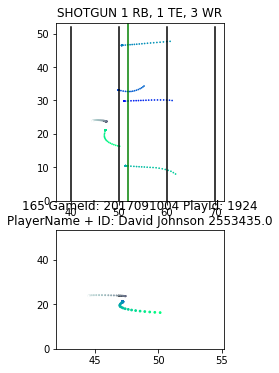 SHOTGUN 1 RB, 1 TE, 3 WR
50
40
30
20
10
0
40 50 60 70
165 GameId: 2017091004 PlayId: 1924
PlayerName + ID: David Johnson 2553435.0
40
20
0
45 50 55